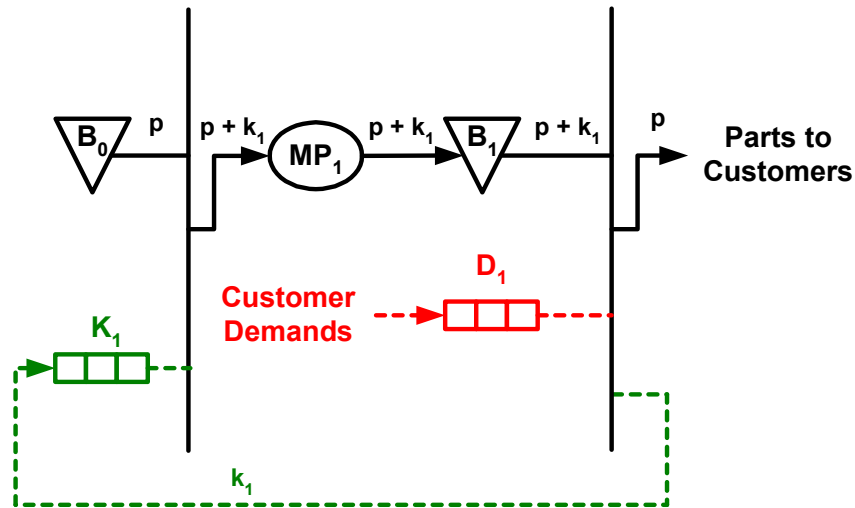 p
p + k₁
p + k₁
p + k₁
p
B₀
MP₁
B₁
Parts to
Customers
D₁
Customer
Demands
K₁
k₁